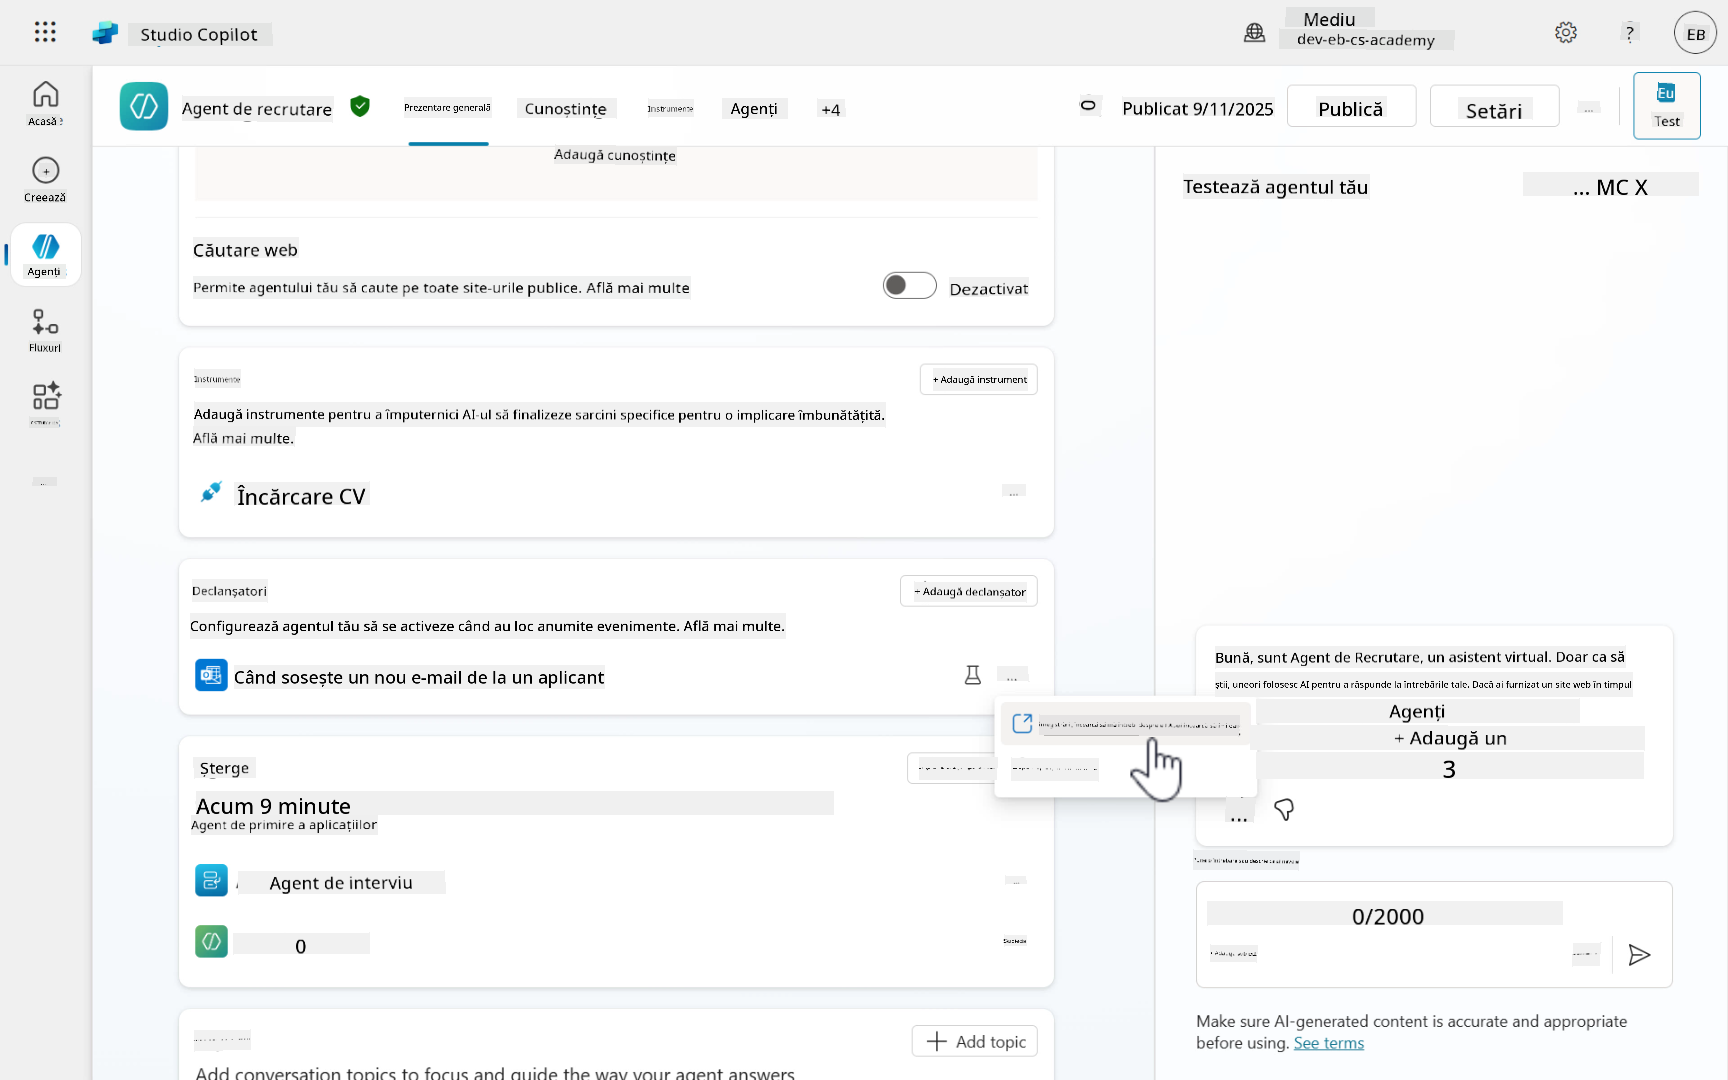 Studio Copilot
Mediu
dev-eb-cs-academy
?
EB
Acasă
Creează
Agenți
Fluxuri
Agent de recrutare
Prezentare generală
Cunoștințe
Instrumente
Agenți
+4
Publicat 9/11/2025
Publică
Setări
...
Eu
Test
Adaugă cunoștințe
Căutare web
Permite agentului tău să caute pe toate site-urile publice. Află mai multe
Dezactivat
Instrumente
+ Adaugă instrument
Adaugă instrumente pentru a împuternici AI-ul să finalizeze sarcini specifice pentru o implicare îmbunătățită.
Află mai multe.
Încărcare CV
...
Declanșatori
+ Adaugă declanșator
Configurează agentul tău să se activeze când au loc anumite evenimente. Află mai multe.
Când sosește un nou e-mail de la un aplicant
...
Șterge
Acum 9 minute
Agent de primire a aplicațiilor
Agent de interviu
...
0
Add topic
Add conversation topics to focus and guide the way your agent answers
Testează agentul tău
... MC X
Bună, sunt Agent de Recrutare, un asistent virtual. Doar ca să
știi, uneori folosesc AI pentru a răspunde la întrebările tale. Dacă ai furnizat un site web în timpul
Agenți
+ Adaugă un
3
...
0/2000
Make sure AI-generated content is accurate and appropriate
before using. See terms